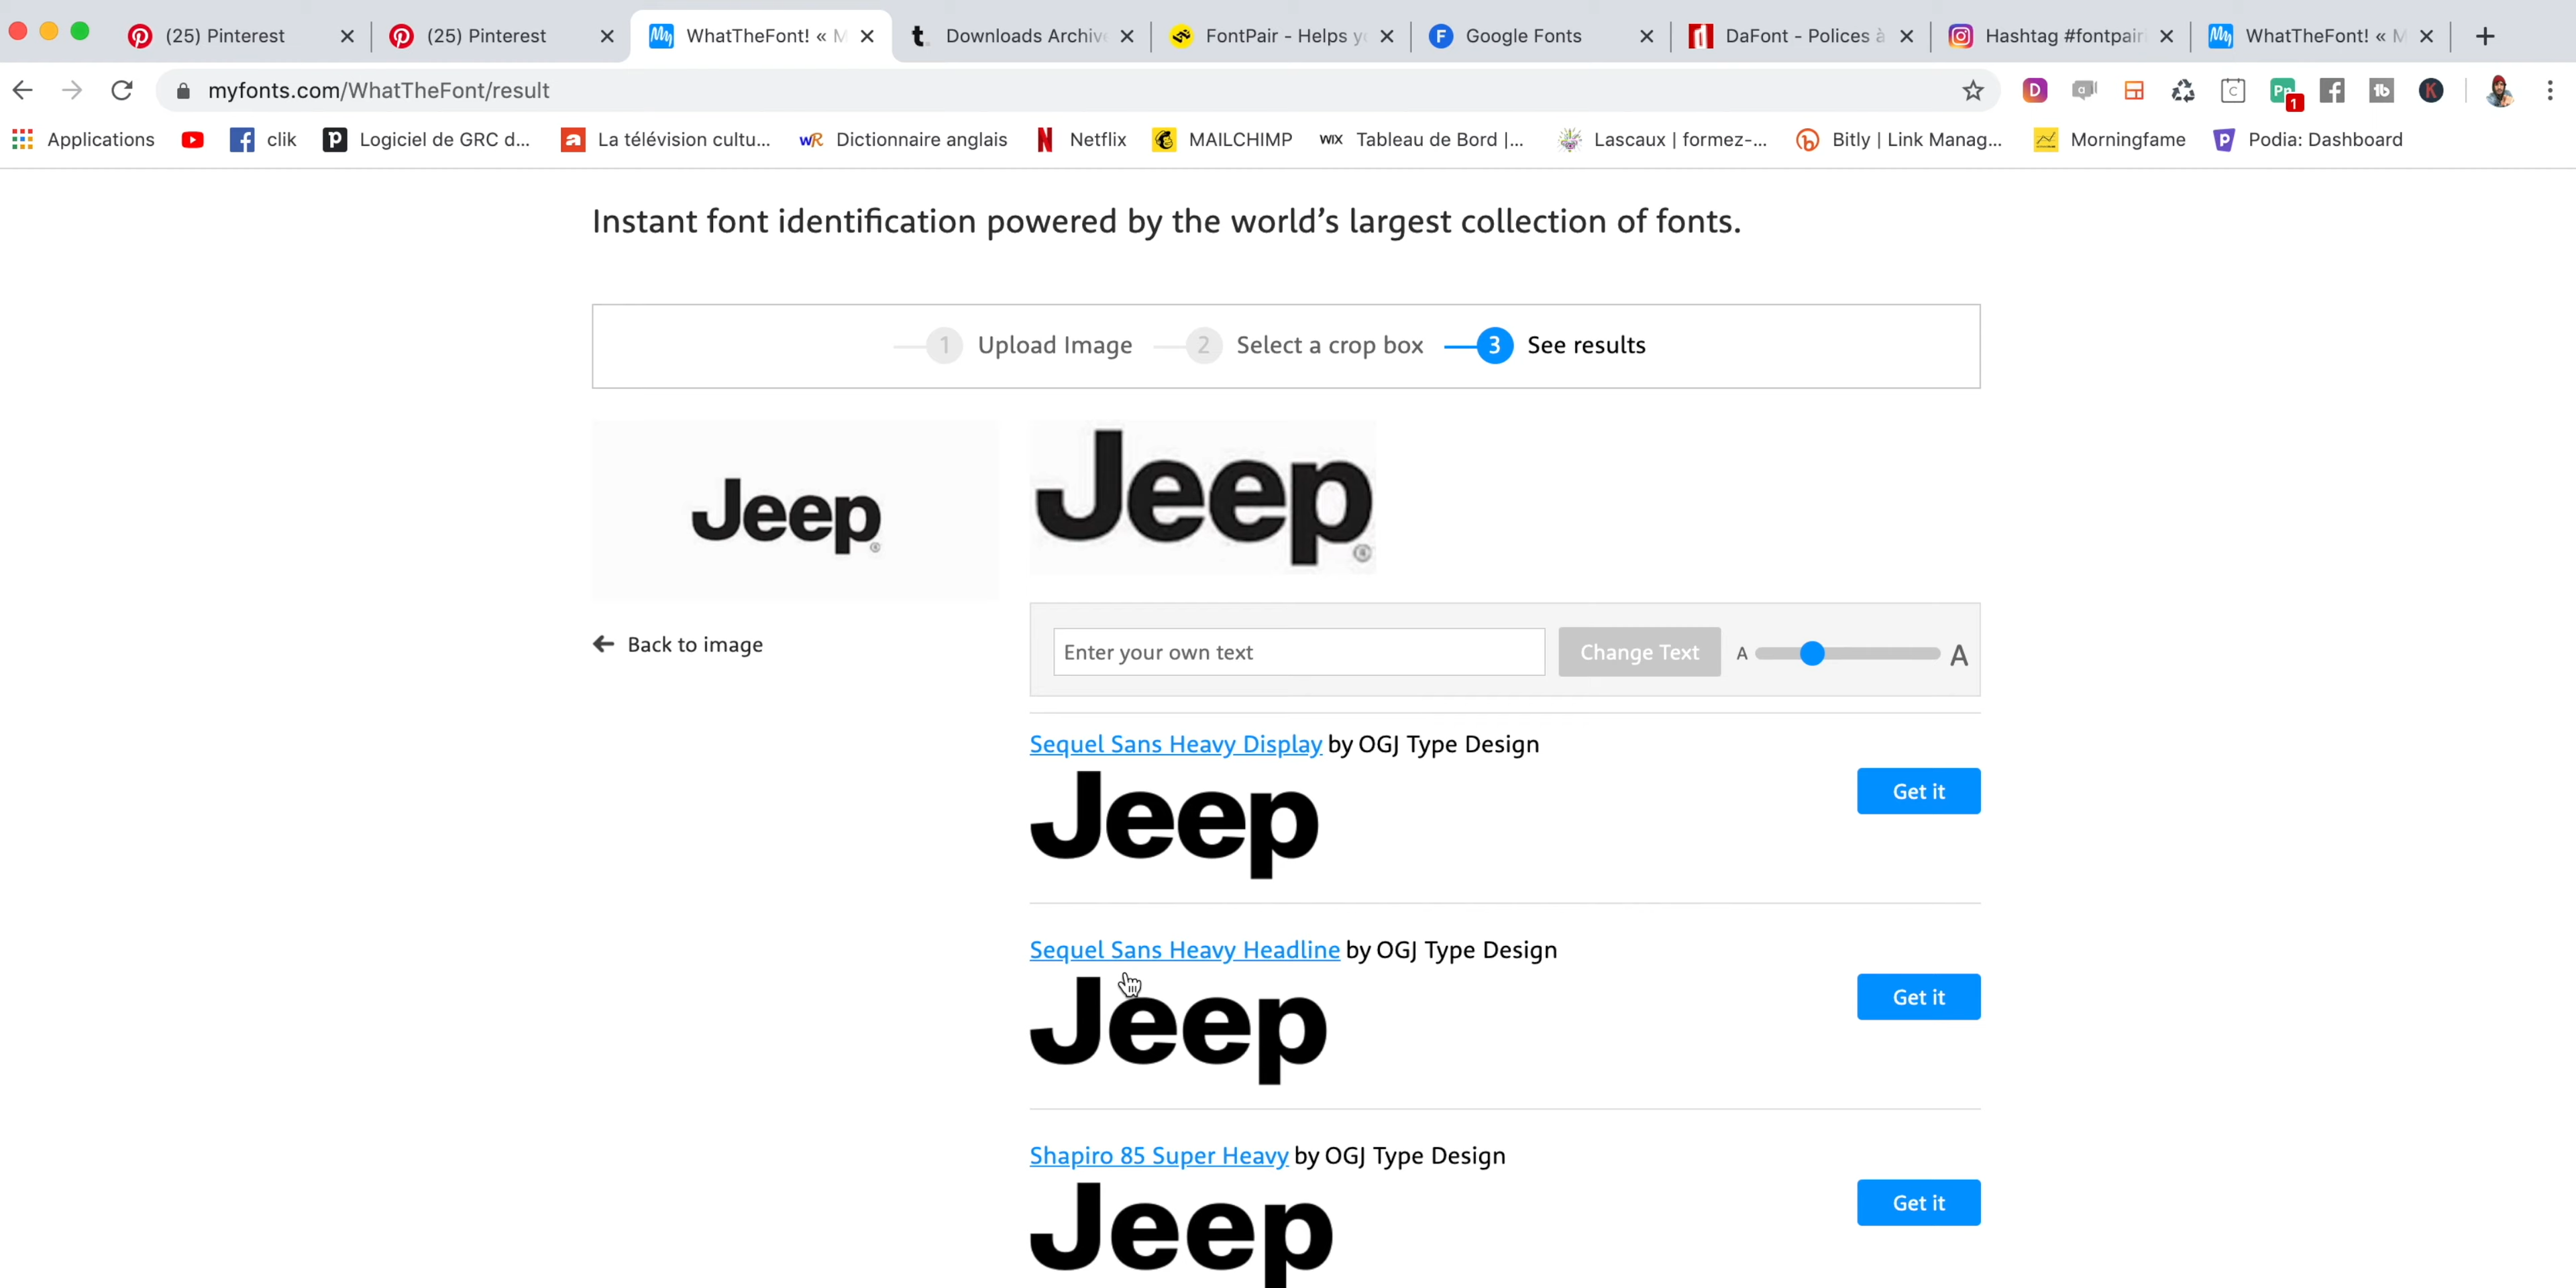 (25) Pinterest
(25) Pinterest
WhatTheFont! « M
Downloads Archive
FontPair - Helps yo
Google Fonts
DaFont - Polices à
Hashtag #fontpairi
WhatTheFont! « M
myfonts.com/WhatTheFont/result
Applications
clik
Logiciel de GRC d...
La télévision cultu...
Dictionnaire anglais
Netflix
MAILCHIMP
WIX Tableau de Bord |...
Lascaux | formez-...
Bitly | Link Manag...
Morningfame
Podia: Dashboard
Instant font identification powered by the world’s largest collection of fonts.
1 Upload Image
2 Select a crop box
3 See results
Jeep
Jeep
Back to image
Enter your own text
Change Text
A
A
Sequel Sans Heavy Display by OGJ Type Design
Jeep
Get it
Sequel Sans Heavy Headline by OGJ Type Design
Jeep
Get it
Shapiro 85 Super Heavy by OGJ Type Design
Jeep
Get it